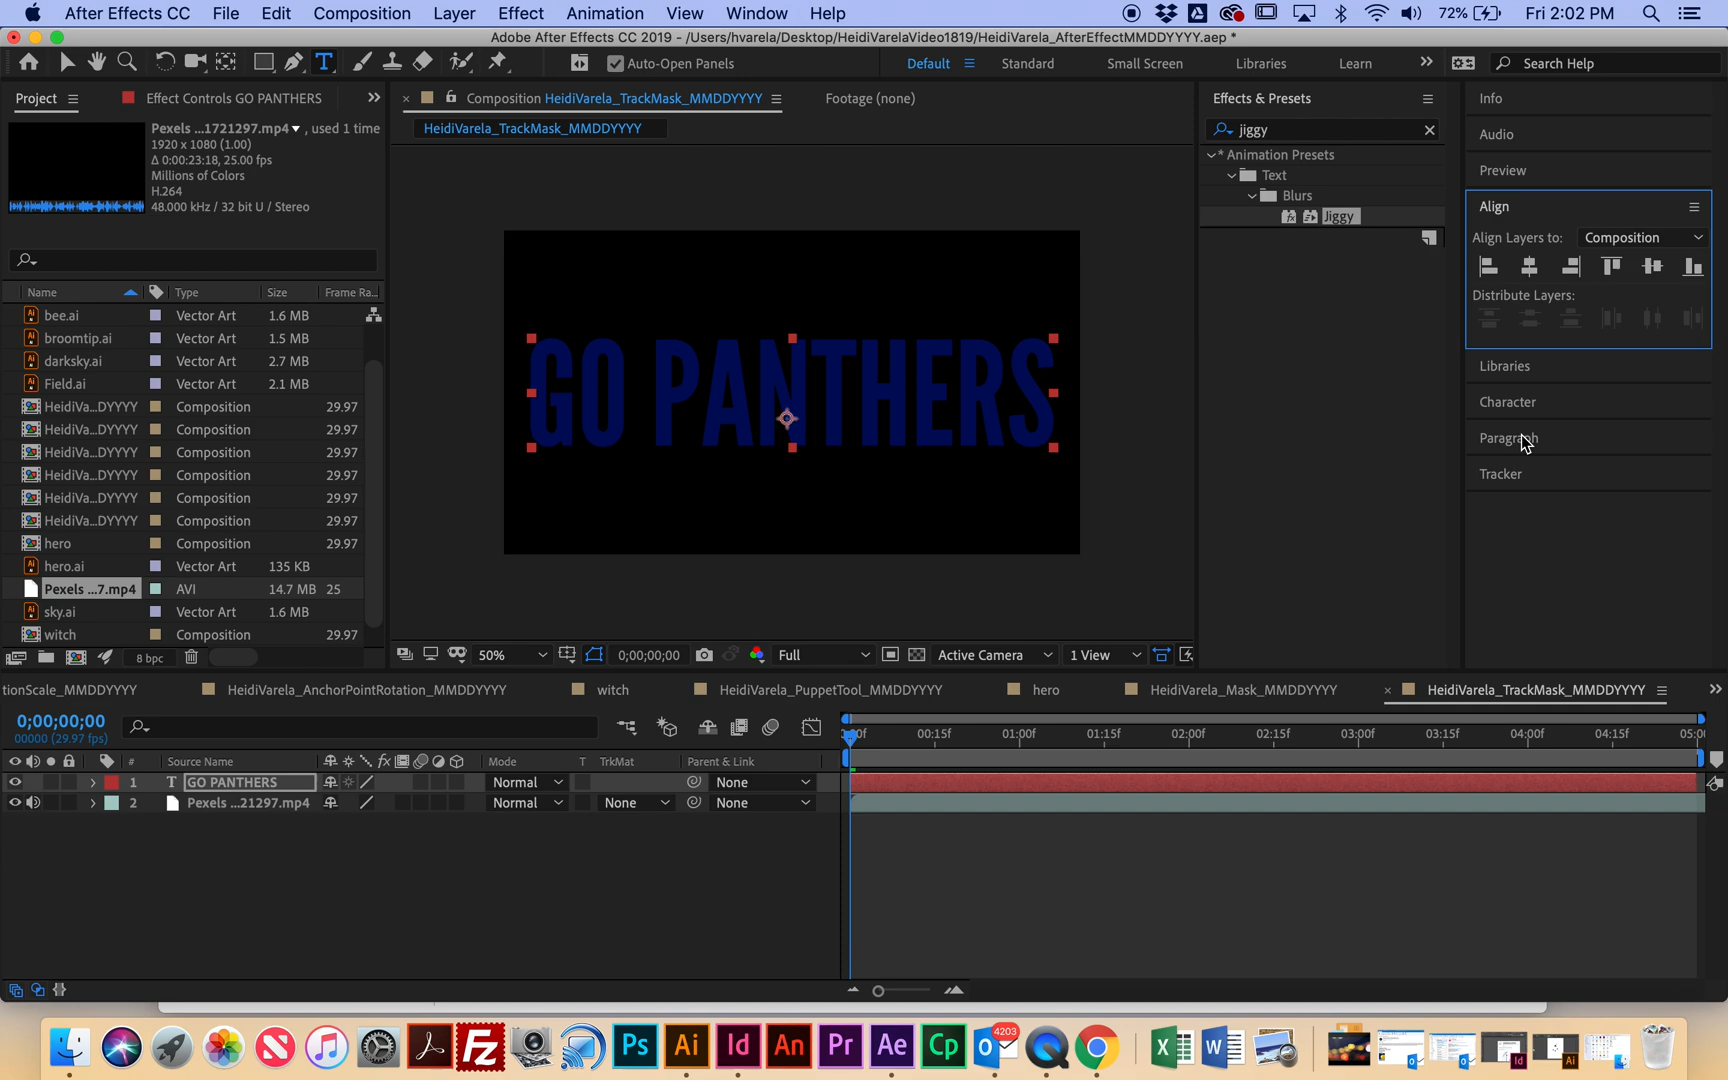 After Effects CC File Edit Composition Layer Effect Animation View Window Help 72% Fri 2:02 PM
Adobe After Effects CC 2019 - /Users/hvarela/Desktop/HeidiVarelaVideo1819/HeidiVarela_AfterEffectMMDDYYYY.aep *
Auto-Open Panels Default Standard Small Screen Libraries Learn Search Help
Project Effect Controls GO PANTHERS
Pexels ...1721297.mp4 , used 1 time
1920 x 1080 (1.00)
Δ 0:00:23:18, 25.00 fps
Millions of Colors
H.264
48.000 kHz / 32 bit U / Stereo
Name Type Size Frame Ra...
bee.ai Vector Art 1.6 MB
broomtip.ai Vector Art 1.5 MB
darksky.ai Vector Art 2.7 MB
Field.ai Vector Art 2.1 MB
HeidiVa...DYYYY Composition 29.97
HeidiVa...DYYYY Composition 29.97
HeidiVa...DYYYY Composition 29.97
HeidiVa...DYYYY Composition 29.97
HeidiVa...DYYYY Composition 29.97
HeidiVa...DYYYY Composition 29.97
hero Composition 29.97
hero.ai Vector Art 135 KB
Pexels ...7.mp4 AVI 14.7 MB 25
sky.ai Vector Art 1.6 MB
witch Composition 29.97
8 bpc
Composition HeidiVarela_TrackMask_MMDDYYYY Footage (none)
HeidiVarela_TrackMask_MMDDYYYY
GO PANTHERS
50% 0;00;00;00 Full Active Camera 1 View
Effects & Presets
jiggy
* Animation Presets
Text
Blurs
Jiggy
Info
Audio
Preview
Align
Align Layers to: Composition
Distribute Layers:
Libraries
Character
Paragraph
Tracker
tionScale_MMDDYYYY HeidiVarela_AnchorPointRotation_MMDDYYYY witch HeidiVarela_PuppetTool_MMDDYYYY hero HeidiVarela_Mask_MMDDYYYY HeidiVarela_TrackMask_MMDDYYYY
0;00;00;00
00000 (29.97 fps)
00:15f 01:00f 01:15f 02:00f 02:15f 03:00f 03:15f 04:00f 04:15f
# Source Name Mode T TrkMat Parent & Link
1 T GO PANTHERS Normal None
2 Pexels ...21297.mp4 Normal None None
Fz Ps Ai Id An Pr Ae Cp 4203